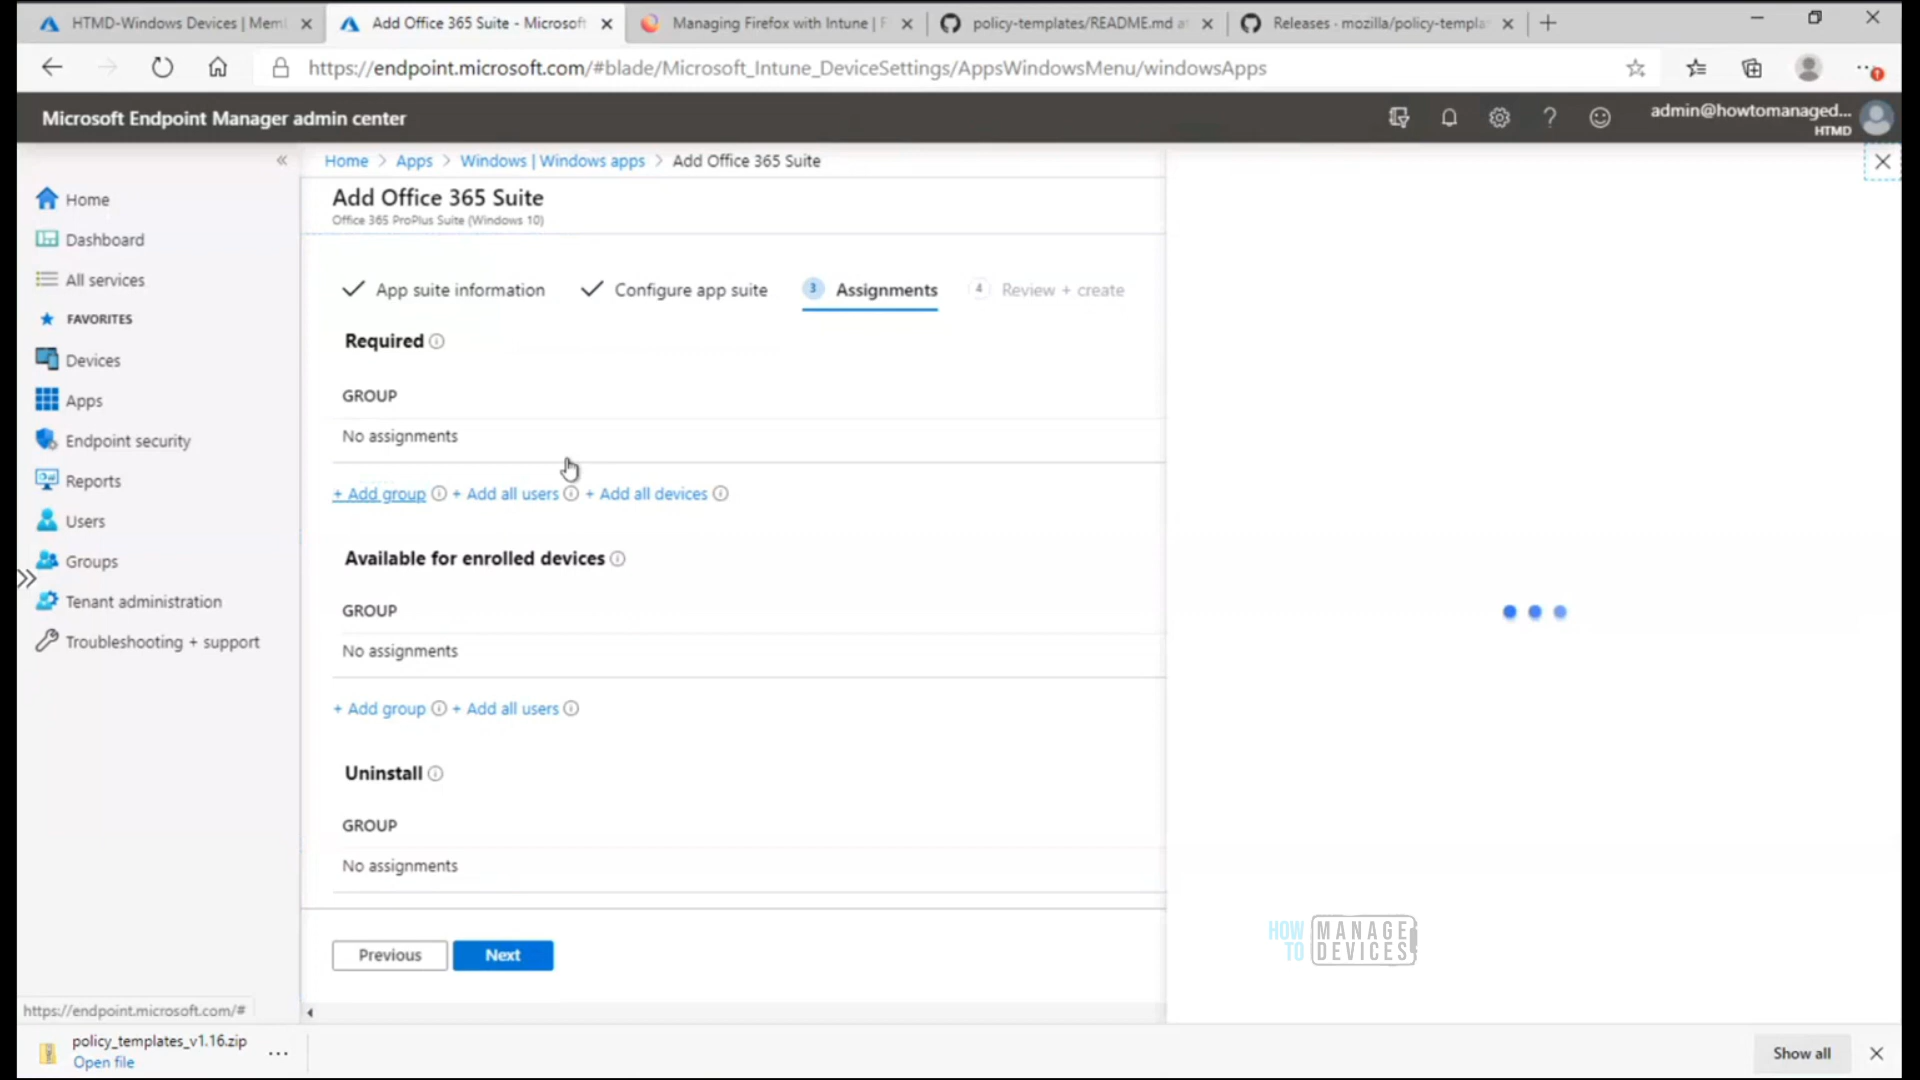 HTMD-Windows Devices | Mem
Add Office 365 Suite - Microsoft
Managing Firefox with Intune | F
policy-templates/README.md a
Releases · mozilla/policy-templa
https://endpoint.microsoft.com/#blade/Microsoft_Intune_DeviceSettings/AppsWindowsMenu/windowsApps
Microsoft Endpoint Manager admin center
admin@howtomanaged...
HTMD
Home > Apps > Windows | Windows apps > Add Office 365 Suite
Add Office 365 Suite
Office 365 ProPlus Suite (Windows 10)
Home
Dashboard
All services
FAVORITES
Devices
Apps
Endpoint security
Reports
Users
Groups
Tenant administration
Troubleshooting + support
App suite information
Configure app suite
3 Assignments
4 Review + create
Required
GROUP
No assignments
+ Add group + Add all users + Add all devices
Available for enrolled devices
GROUP
No assignments
+ Add group + Add all users
Uninstall
GROUP
No assignments
Previous
Next
HOW TO MANAGE DEVICES
https://endpoint.microsoft.com/#
policy_templates_v1.16.zip
Open file
Show all